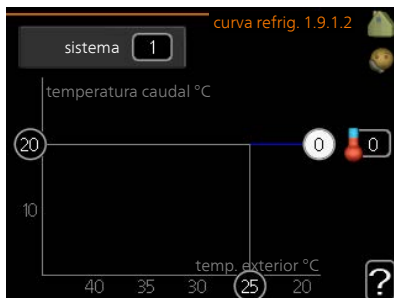 curva refrig. 1.9.1.2
sistema 1
temperatura caudal °C
20
0
0
10
temp. exterior °C
40 35 30 25 20
?